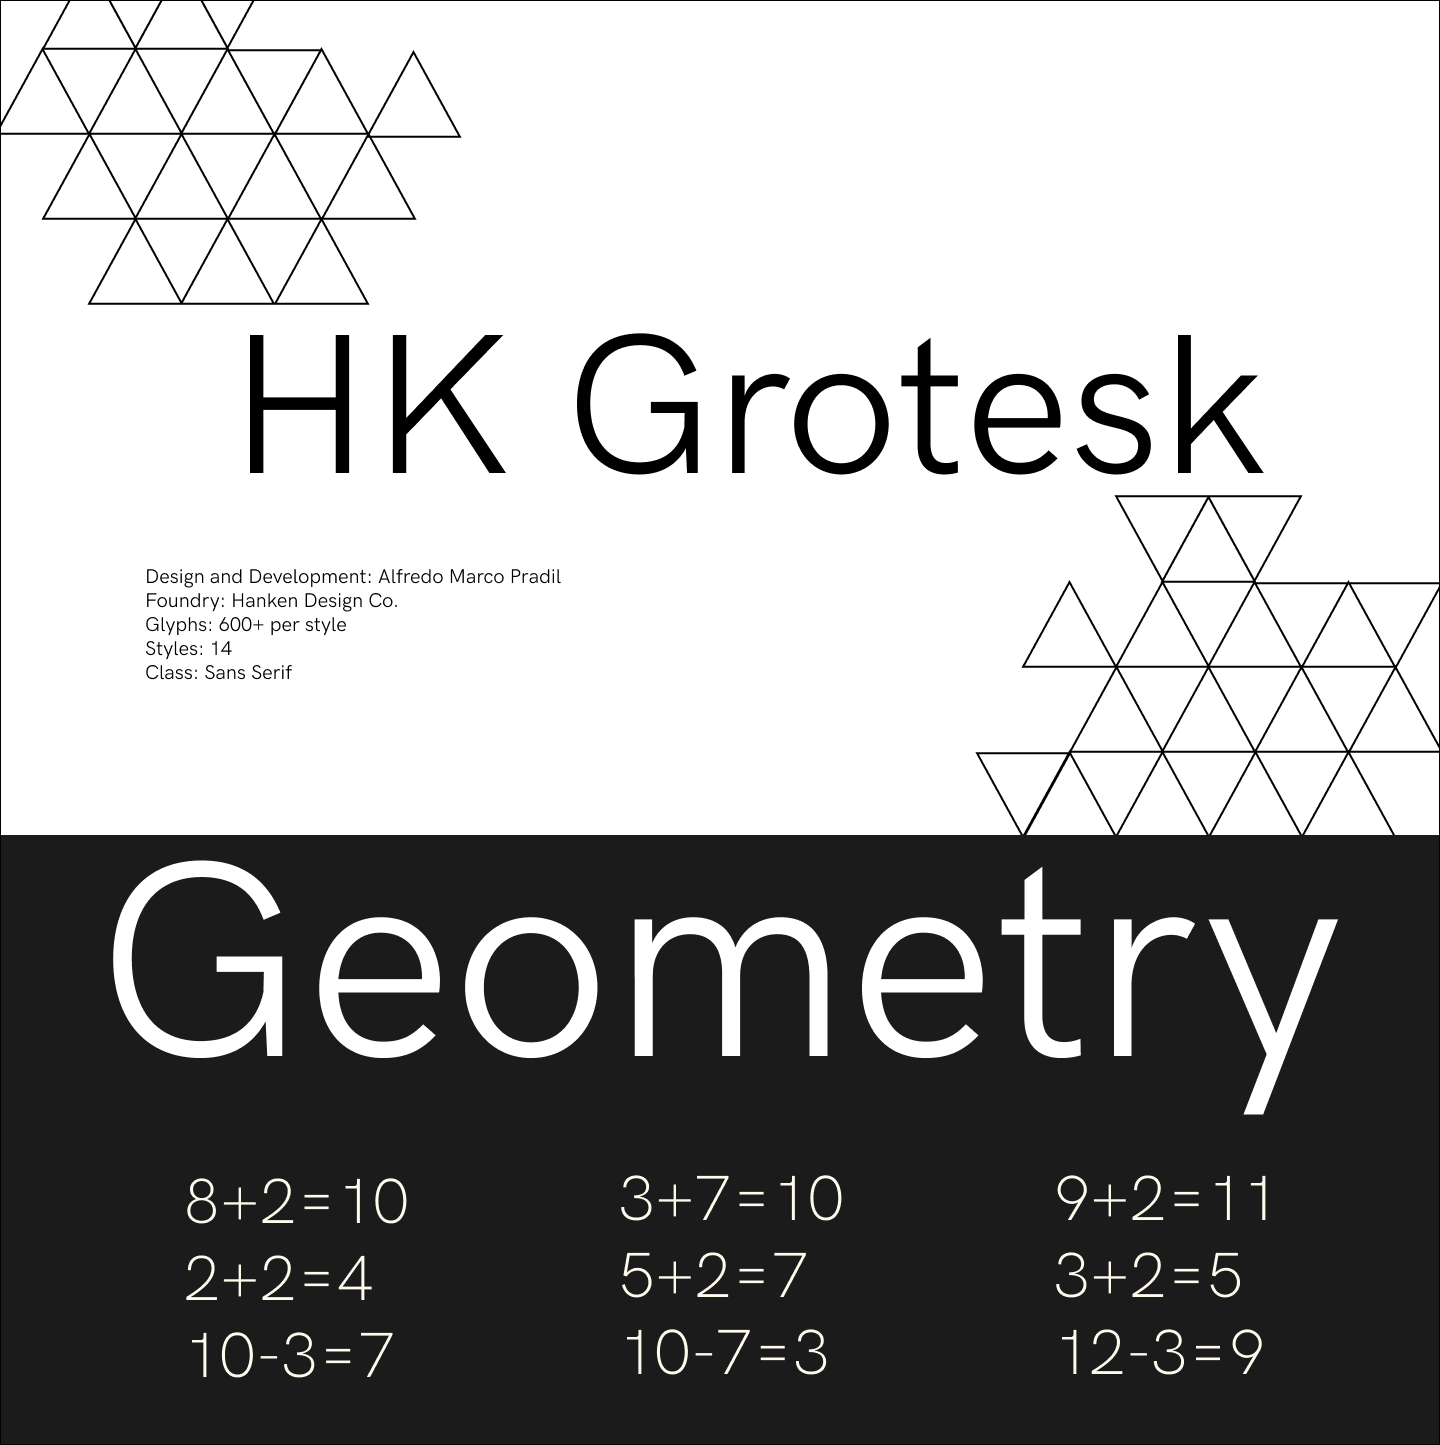 HK Grotesk
Design and Development: Alfredo Marco Pradil
Foundry: Hanken Design Co.
Glyphs: 600+ per style
Styles: 14
Class: Sans Serif
Geometry
8+2=10
2+2=4
10-3=7
3+7=10
5+2=7
10-7=3
9+2=11
3+2=5
12-3=9